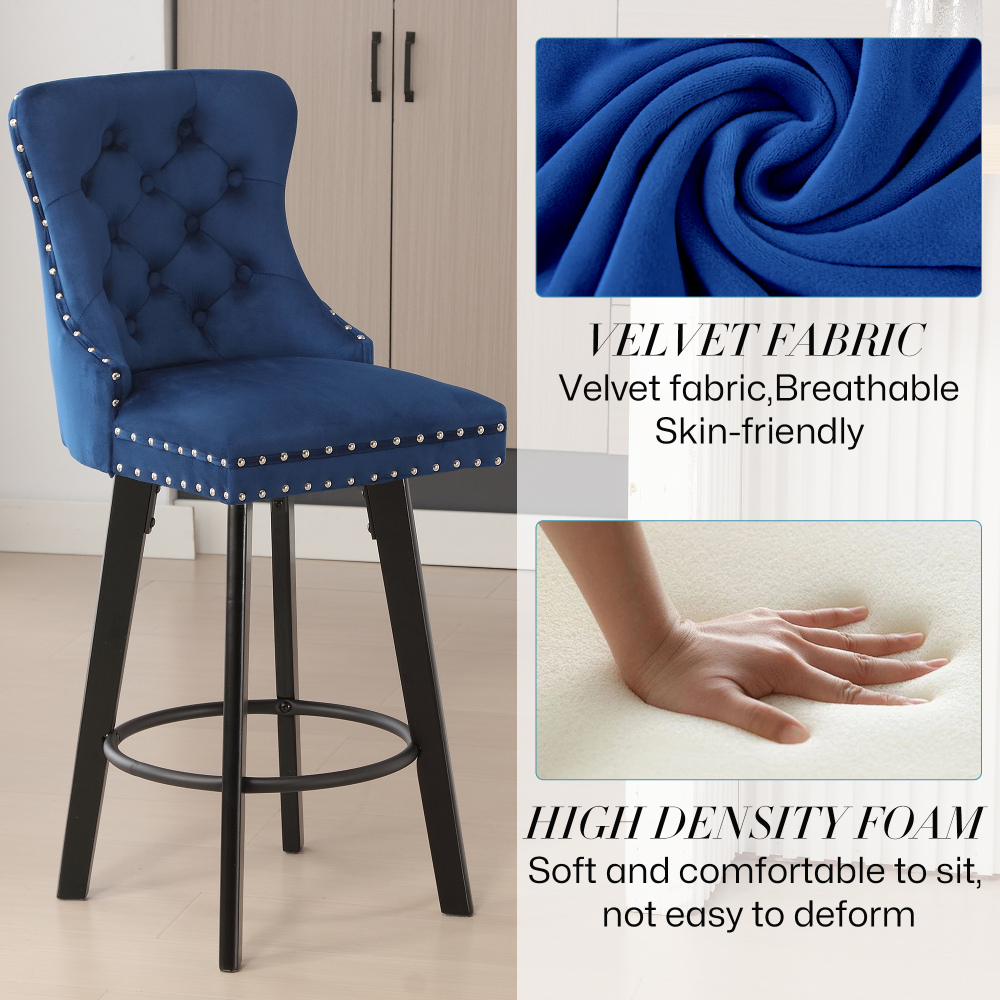 VELVET FABRIC
Velvet fabric,Breathable
Skin-friendly
HIGH DENSITY FOAM
Soft and comfortable to sit,
not easy to deform